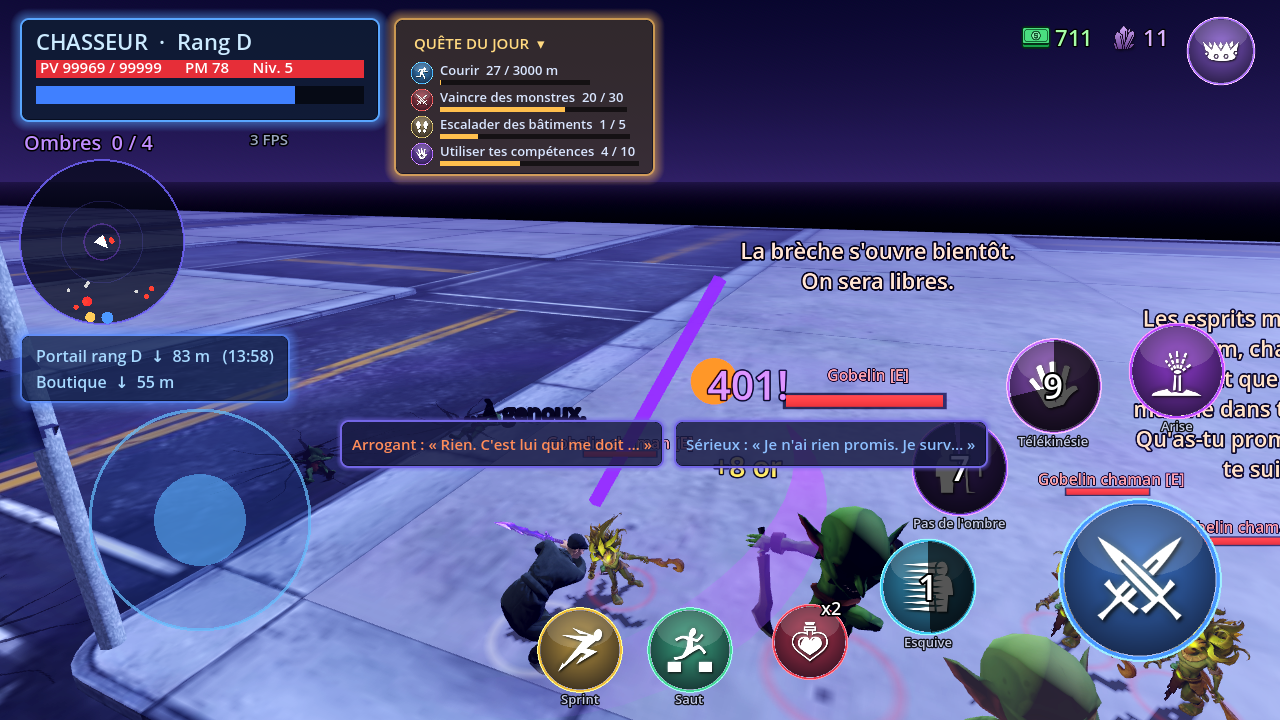 CHASSEUR · Rang D
PV 99969 / 99999 PM 78 Niv. 5
Ombres 0 / 4
3 FPS
QUÊTE DU JOUR ▼
Courir 27 / 3000 m
Vaincre des monstres 20 / 30
Escalader des bâtiments 1 / 5
Utiliser tes compétences 4 / 10
711
11
Portail rang D ↓ 83 m (13:58)
Boutique ↓ 55 m
La brèche s'ouvre bientôt.
On sera libres.
Les esprits
401!
Gobelin [E]
9
Télékinésie
Arise
Qu'as-tu
te
À genoux.
Arrogant : « Rien. C'est lui qui me doit ... »
Sérieux : « Je n'ai rien promis. Je surv... »
+8 or
7
Pas de l'ombre
Gobelin chaman [E]
1
Esquive
x2
Sprint
Saut